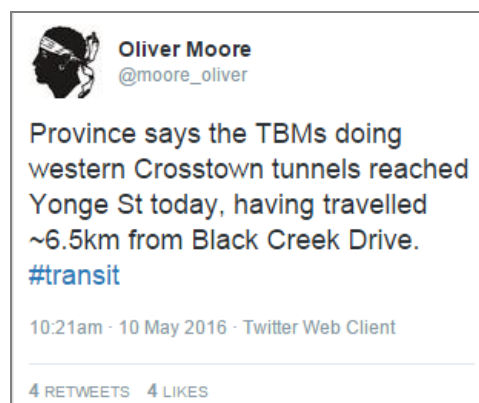 Oliver Moore
@moore_oliver
Province says the TBMs doing
western Crosstown tunnels reached
Yonge St today, having travelled
~6.5km from Black Creek Drive.
#transit
10:21am · 10 May 2016 · Twitter Web Client
4 RETWEETS 4 LIKES